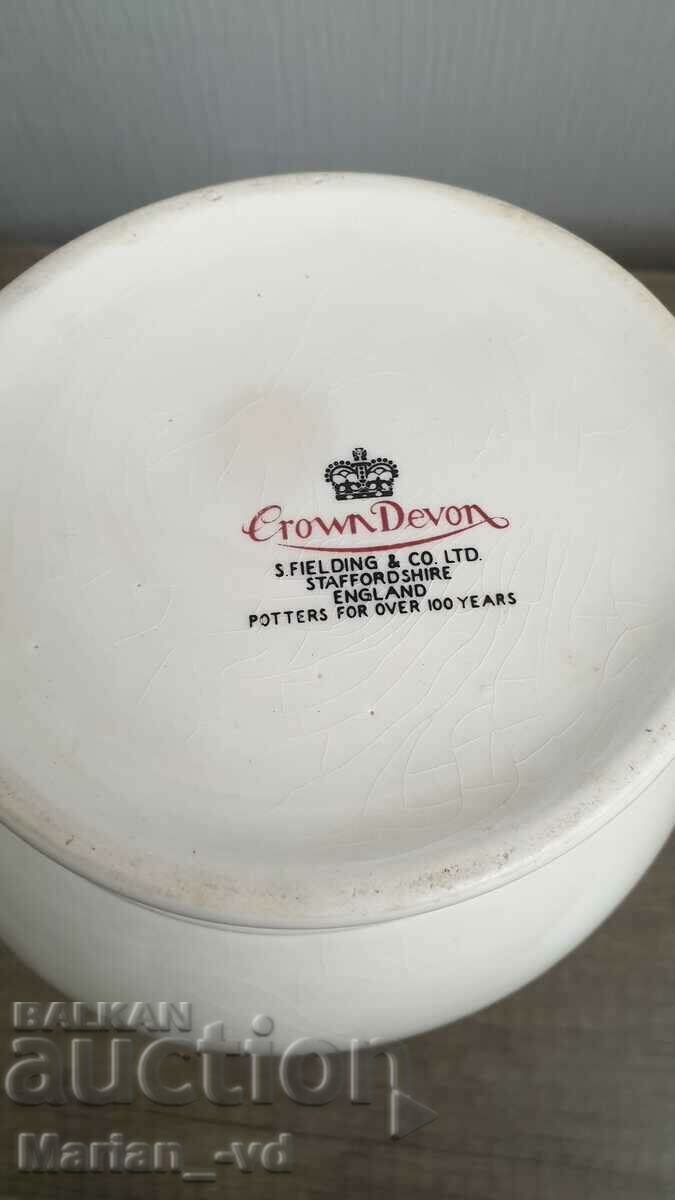 Crown Devon
S. FIELDING & CO. LTD.
STAFFORDSHIRE
ENGLAND
POTTERS FOR OVER 100 YEARS
BALKAN
auction
Marian_-vd